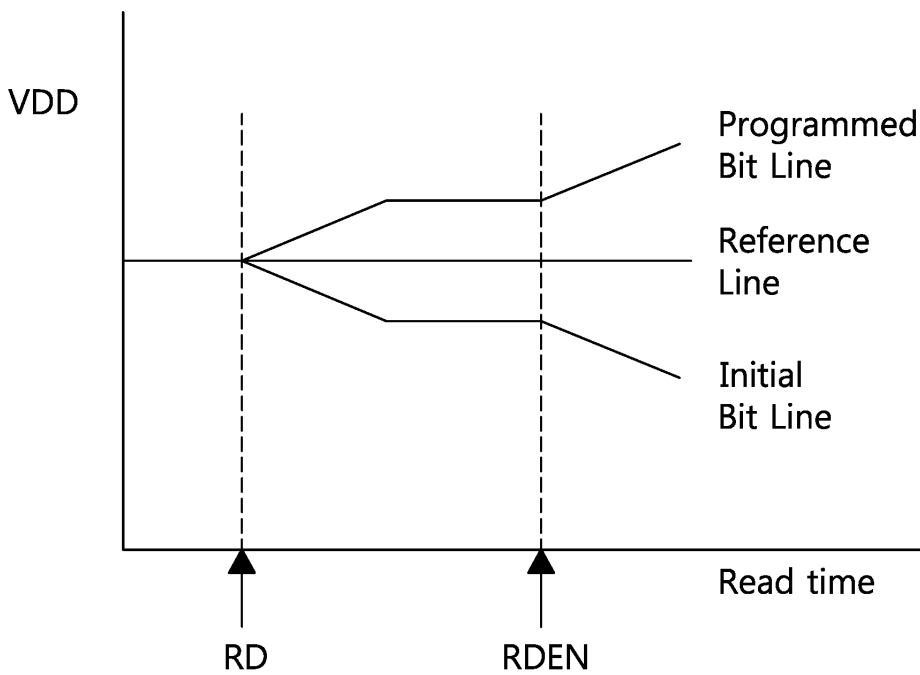 VDD
Programmed
Bit Line
Reference
Line
Initial
Bit Line
Read time
RD
RDEN